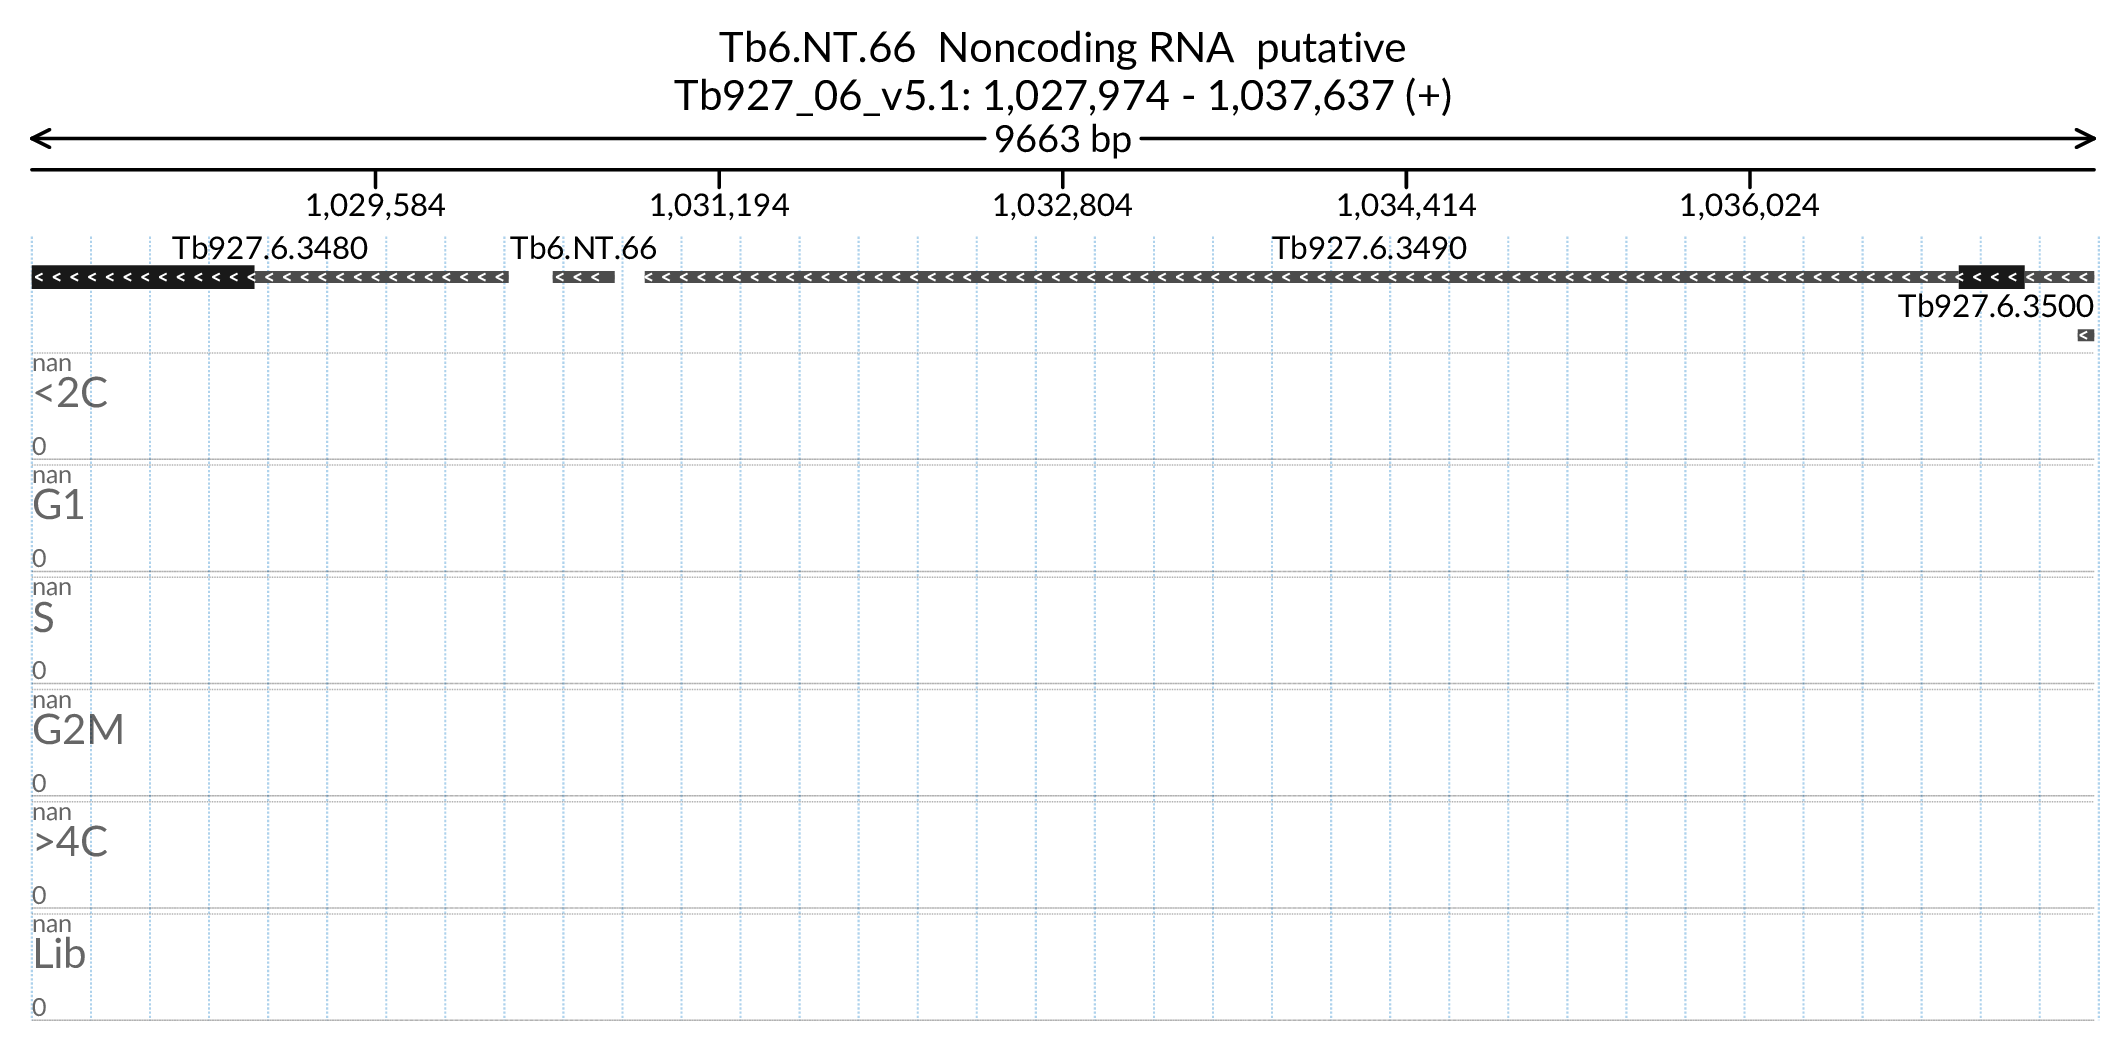 Tb6.NT.66 Noncoding RNA putative
Tb927_06_v5.1: 1,027,974 - 1,037,637 (+)
9663 bp
1,029,584 1,031,194 1,032,804 1,034,414 1,036,024
Tb927.6.3480 Tb6.NT.66 Tb927.6.3490
Tb927.6.3500
nan
<2C
0
nan
G1
0
nan
S
0
nan
G2M
0
nan
>4C
0
nan
Lib
0